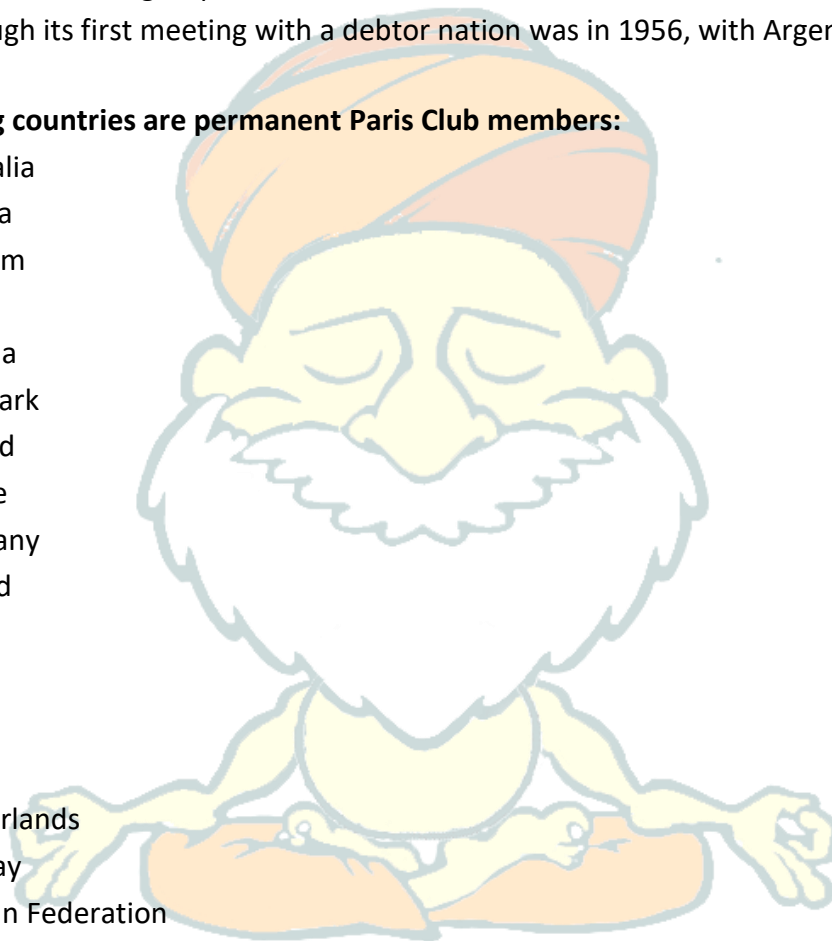 ugh its first meeting with a debtor nation was in 1956, with Arger
g countries are permanent Paris Club members:
alia
a
m
a
ark
d
e
any
d
rlands
ay
n Federation